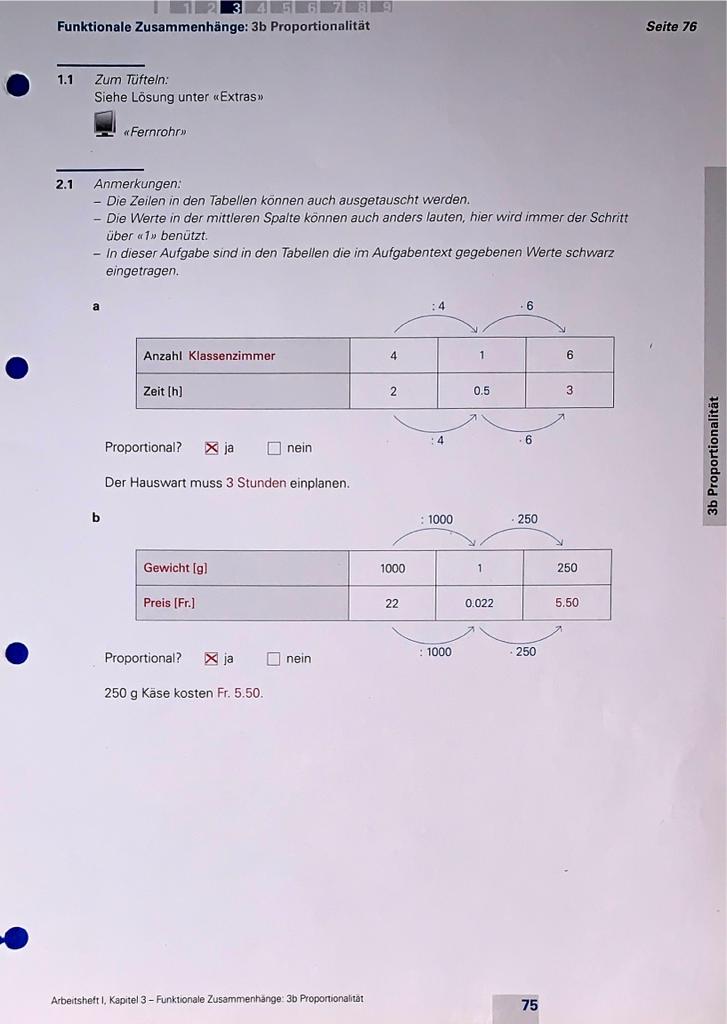 1 2 3 4 5 6 7 8 9
Funktionale Zusammenhänge: 3b Proportionalität
Seite 76
1.1 Zum Tüfteln:
Siehe Lösung unter «Extras»
«Fernrohr»
2.1 Anmerkungen:
– Die Zeilen in den Tabellen können auch ausgetauscht werden.
– Die Werte in der mittleren Spalte können auch anders lauten, hier wird immer der Schritt
über «1» benützt.
– In dieser Aufgabe sind in den Tabellen die im Aufgabentext gegebenen Werte schwarz
eingetragen.
a
: 4 · 6
Anzahl Klassenzimmer 4 1 6
Zeit [h] 2 0.5 3
: 4 · 6
Proportional? ☒ ja ☐ nein
Der Hauswart muss 3 Stunden einplanen.
b
: 1000 · 250
Gewicht [g] 1000 1 250
Preis [Fr.] 22 0.022 5.50
: 1000 · 250
Proportional? ☒ ja ☐ nein
250 g Käse kosten Fr. 5.50.
3b Proportionalität
Arbeitsheft I, Kapitel 3 – Funktionale Zusammenhänge: 3b Proportionalität
75